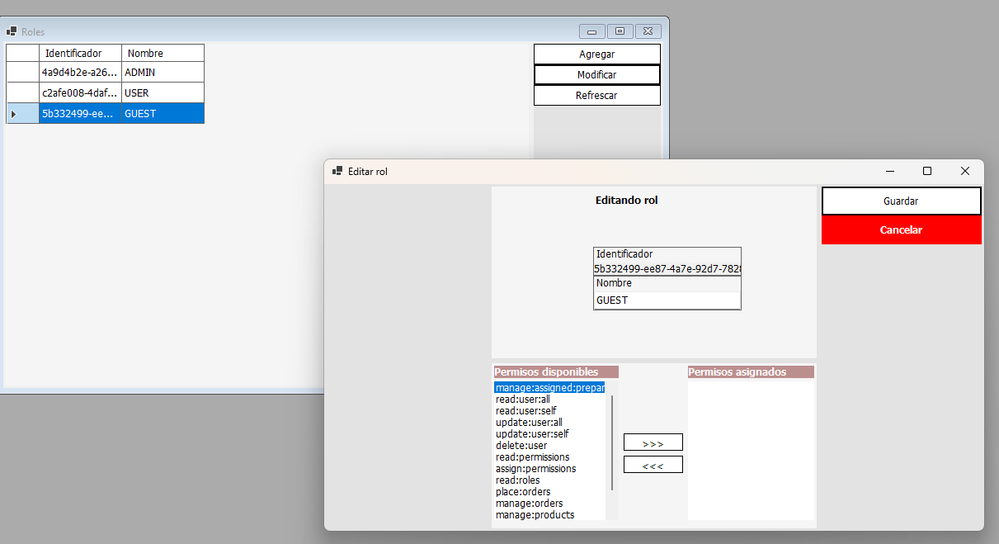 Roles
Identificador Nombre
4a9d4b2e-a26... ADMIN
c2afe008-4daf... USER
5b332499-ee... GUEST
Agregar
Modificar
Refrescar
Editar rol
Editando rol
Guardar
Cancelar
Identificador
5b332499-ee87-4a7e-92d7-7828
Nombre
GUEST
Permisos disponibles
manage:assigned:prepar
read:user:all
read:user:self
update:user:all
update:user:self
delete:user
read:permissions
assign:permissions
read:roles
place:orders
manage:orders
manage:products
>>>
<<<
Permisos asignados